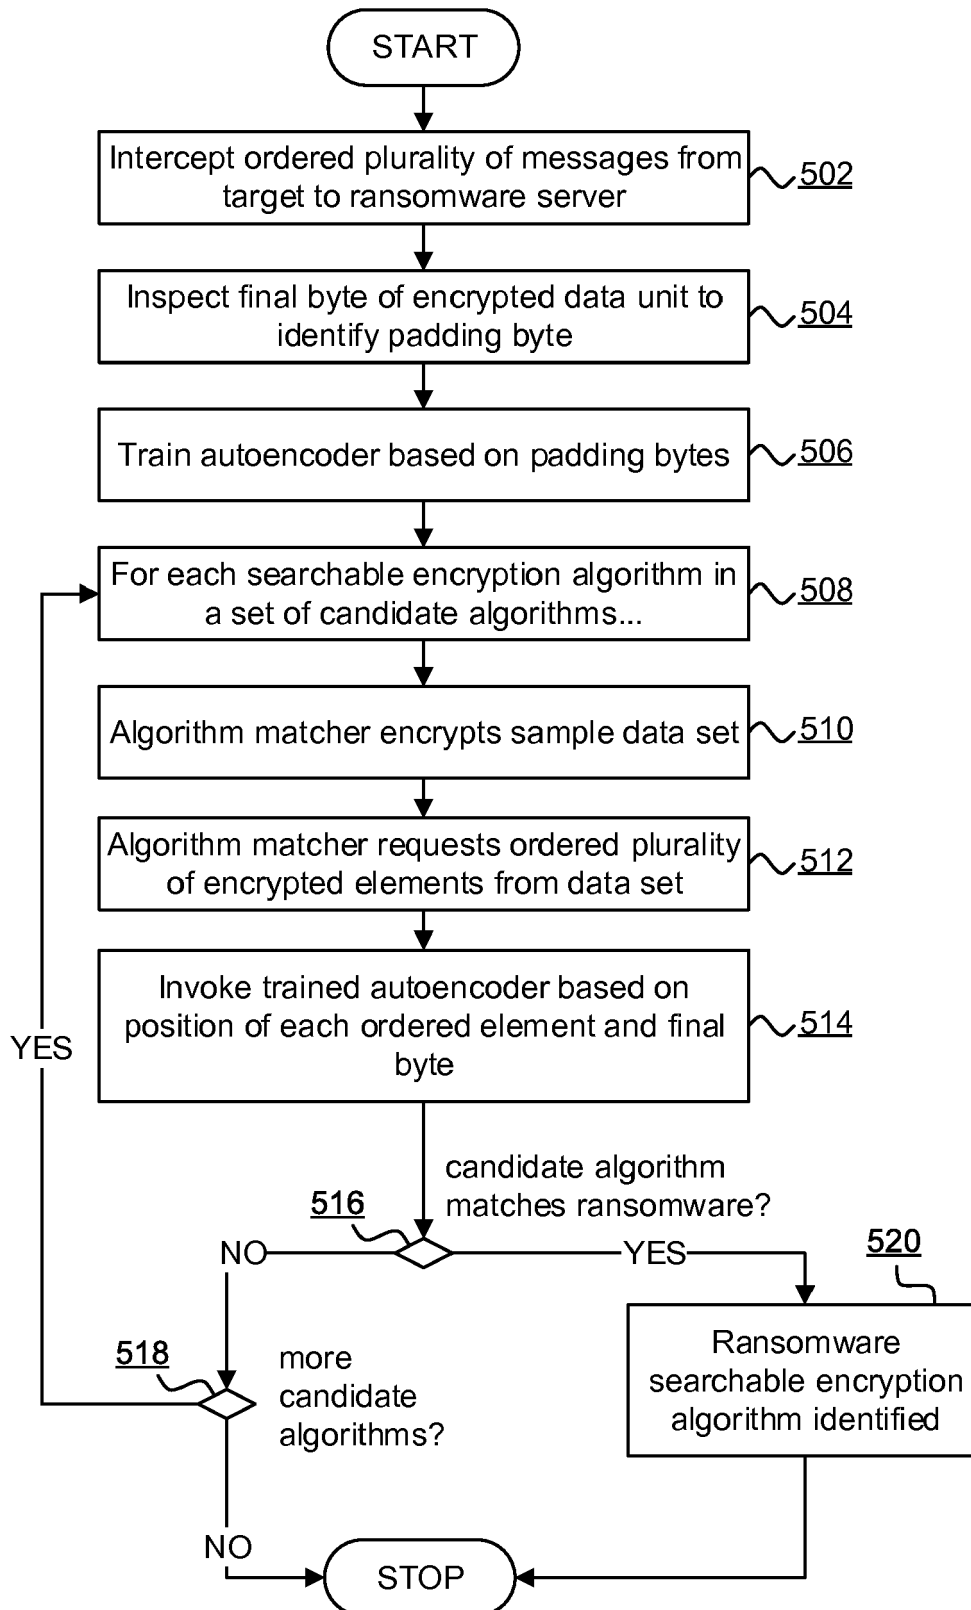 START
Intercept ordered plurality of messages from
target to ransomware server
502
Inspect final byte of encrypted data unit to
identify padding byte
504
Train autoencoder based on padding bytes
506
For each searchable encryption algorithm in
a set of candidate algorithms...
508
Algorithm matcher encrypts sample data set
510
Algorithm matcher requests ordered plurality
of encrypted elements from data set
512
Invoke trained autoencoder based on
position of each ordered element and final
byte
514
YES
candidate algorithm
matches ransomware?
516
NO
YES
520
Ransomware
searchable encryption
algorithm identified
518
more
candidate
algorithms?
NO
STOP